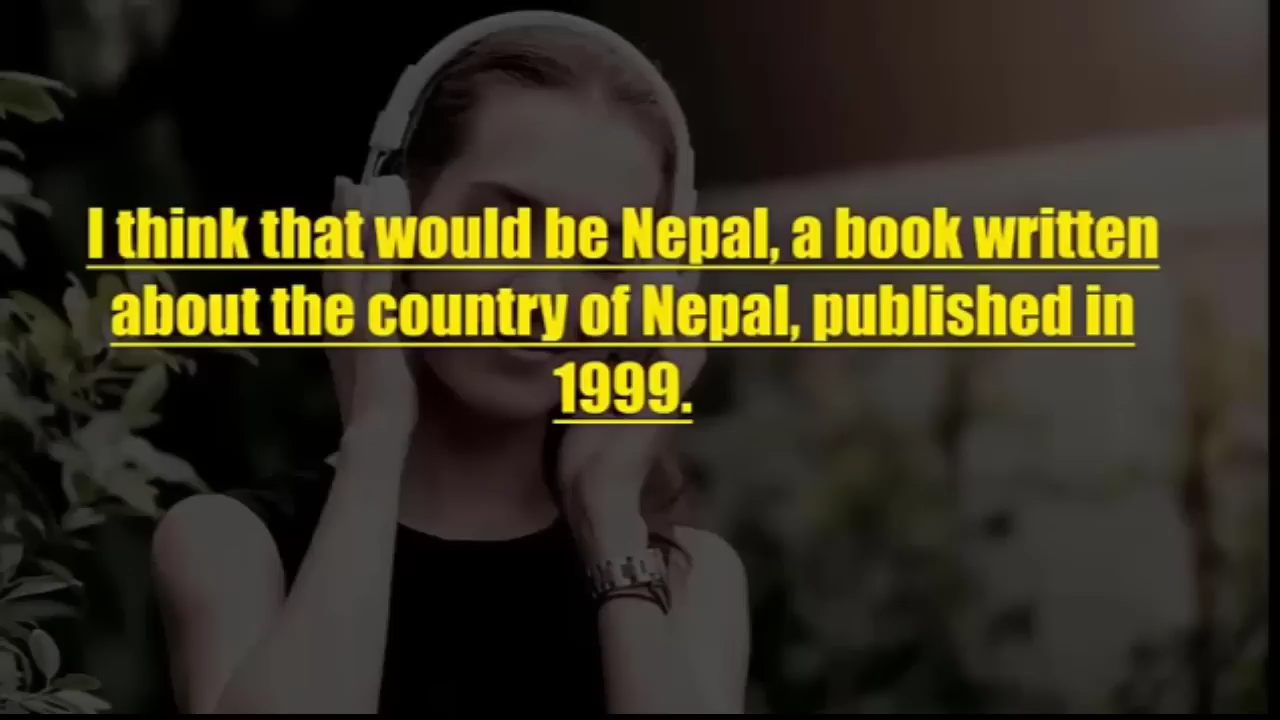 I think that would be Nepal, a book written
about the country of Nepal, published in
1999.